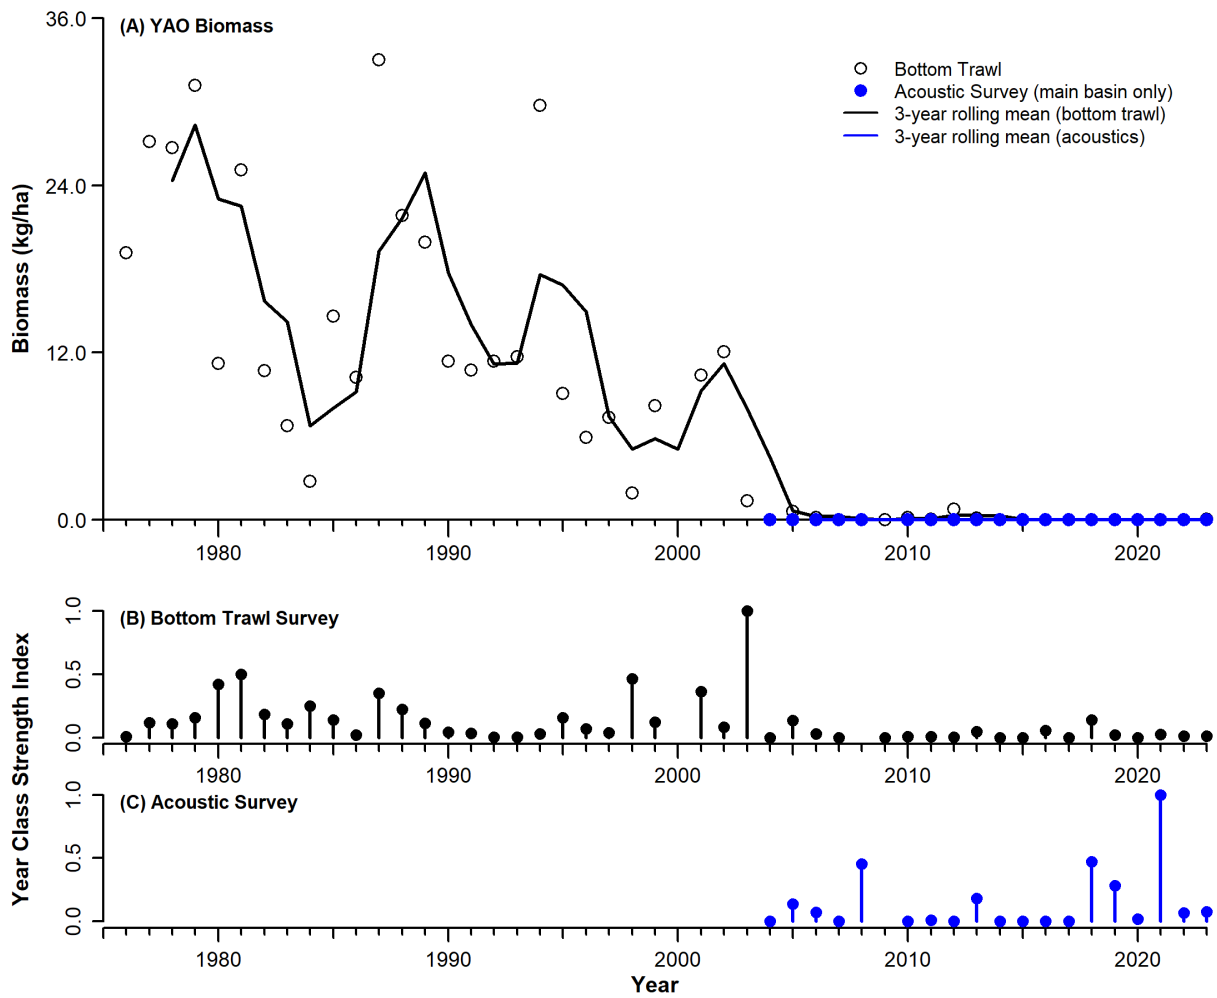 (A) YAO Biomass
Bottom Trawl
Acoustic Survey (main basin only)
3-year rolling mean (bottom trawl)
3-year rolling mean (acoustics)
Biomass (kg/ha)
36.0
24.0
12.0
0.0
1980 1990 2000 2010 2020
(B) Bottom Trawl Survey
Year Class Strength Index
1.0
0.5
0.0
1980 1990 2000 2010 2020
(C) Acoustic Survey
1.0
0.5
0.0
1980 1990 2000 2010 2020
Year